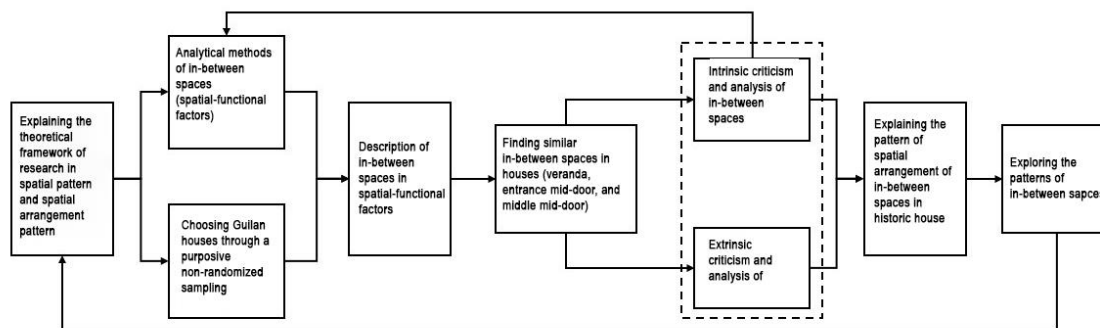 Explaining the
theoretical
framework of
research in
spatial pattern
and spatial
arrangement
pattern
Analytical methods
of in-between
spaces
(spatial-functional
factors)
Choosing Guilan
houses through a
purposive
non-randomized
sampling
Description of
in-between
spaces in
spatial-functional
factors
Finding similar
in-between spaces in
houses (veranda,
entrance mid-door, and
middle mid-door)
Intrinsic criticism
and analysis of
in-between
spaces
Extrinsic
criticism and
analysis of
Explaining the
pattern of
spatial
arrangement of
in-between
spaces in
historic house
Exploring the
patterns of
in-between sapces